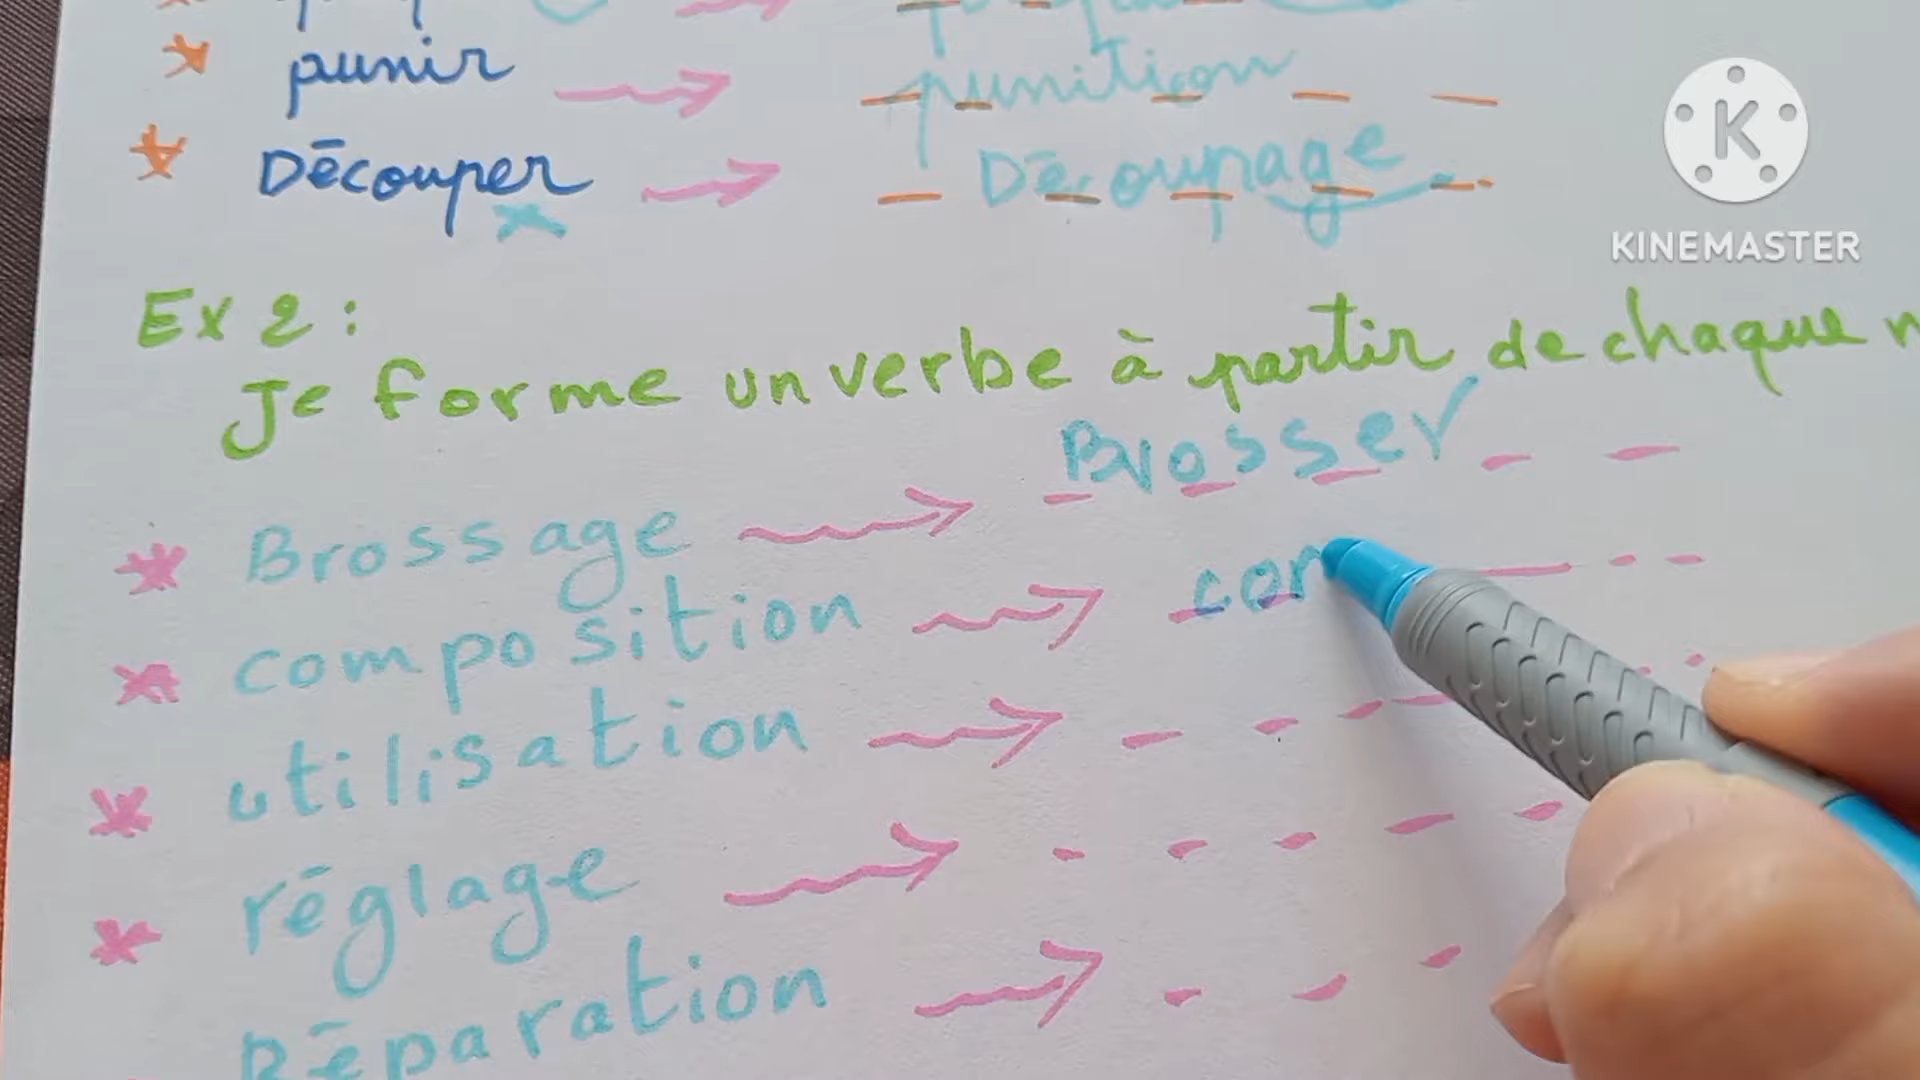 punir punition
Découper Découpage
Ex 2 :
Je forme un verbe à partir de chaque
Brosser
Brossage
composition
utilisation
réglage
Réparation
K
KINEMASTER